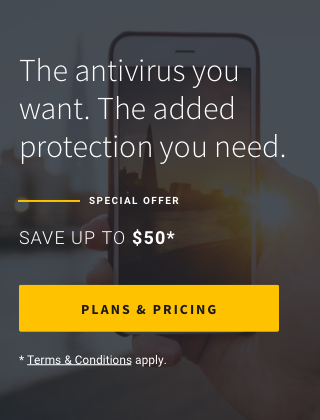 The antivirus you
want. The added
protection you need.
SPECIAL OFFER
SAVE UP TO $50*
PLANS & PRICING
* Terms & Conditions apply.